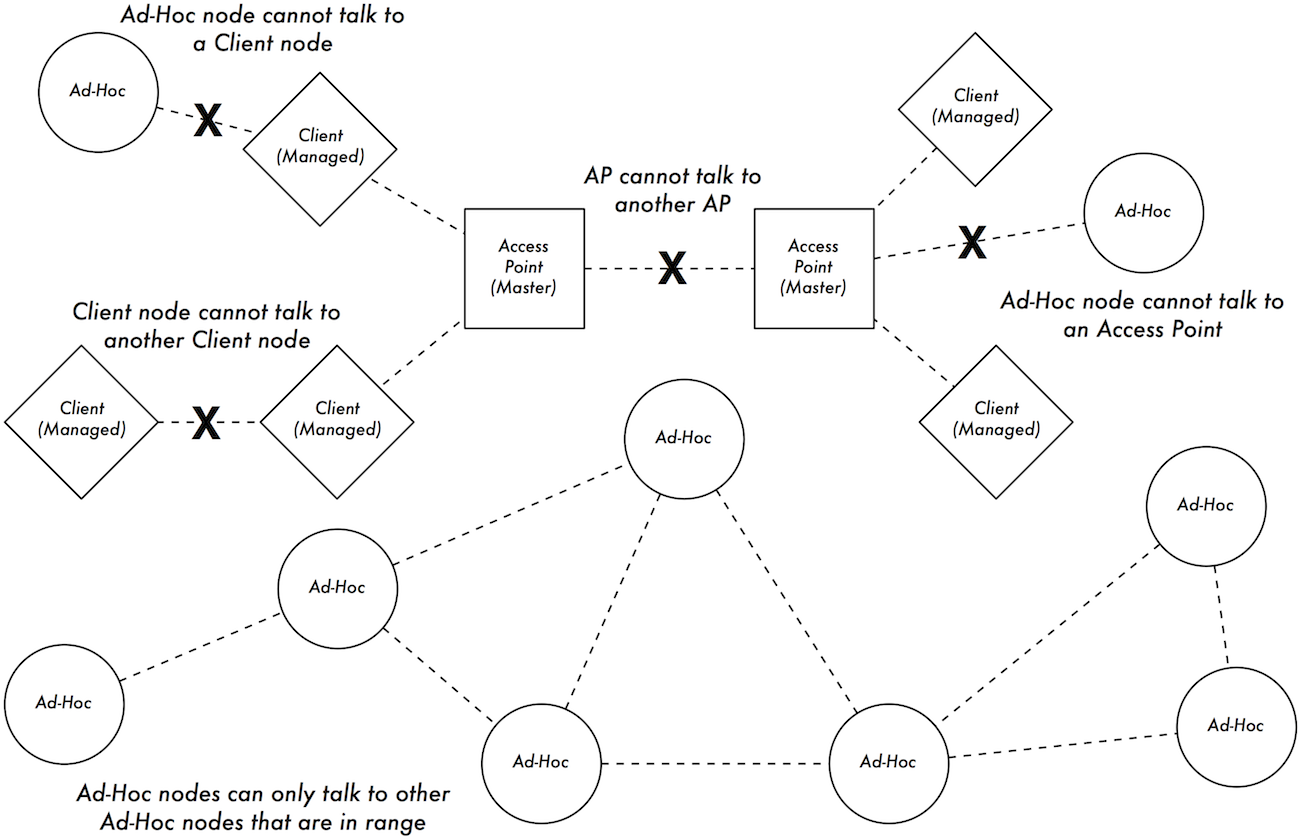 Ad-Hoc node cannot talk to
a Client node
Ad-Hoc
X
Client
(Managed)
Client
(Managed)
AP cannot talk to
another AP
Ad-Hoc
Access
Point
(Master)
X
Access
Point
(Master)
X
Ad-Hoc node cannot talk to
an Access Point
Client node cannot talk to
another Client node
Client
(Managed)
X
Client
(Managed)
Client
(Managed)
Ad-Hoc
Ad-Hoc
Ad-Hoc
Ad-Hoc
Ad-Hoc
Ad-Hoc
Ad-Hoc
Ad-Hoc nodes can only talk to other
Ad-Hoc nodes that are in range